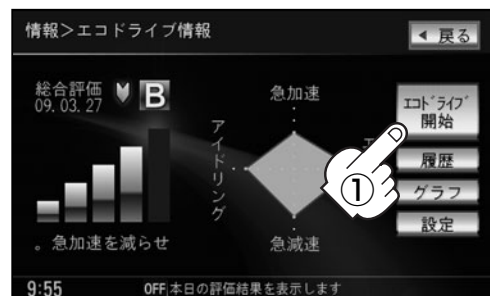 情報＞エコドライブ情報
◀ 戻る
総合評価
09.03.27
B
急加速
アイドリング
エ
急減速
。急加速を減らせ
エコドライブ
開始
①
履歴
グラフ
設定
9:55
OFF 本日の評価結果を表示します